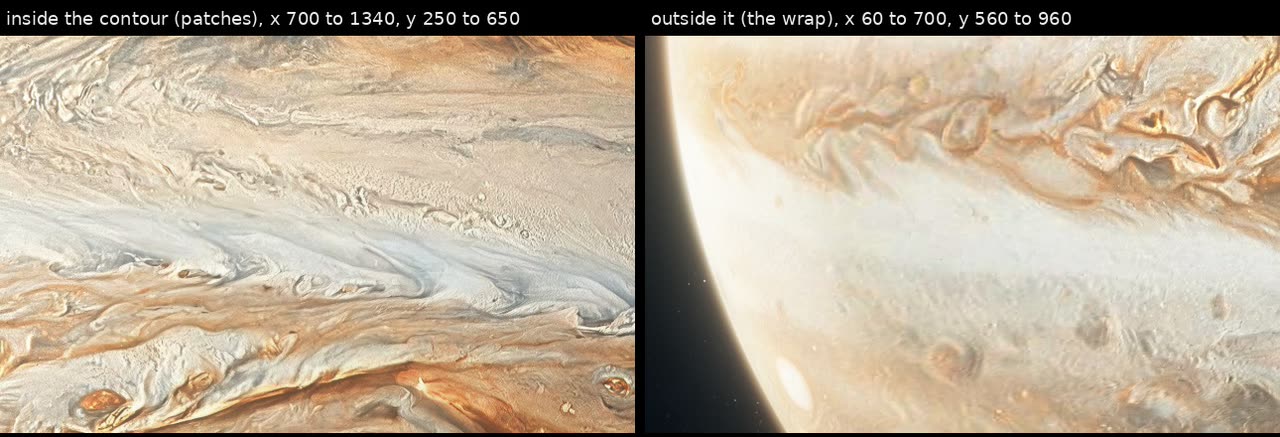 inside the contour (patches), x 700 to 1340, y 250 to 650
outside it (the wrap), x 60 to 700, y 560 to 960